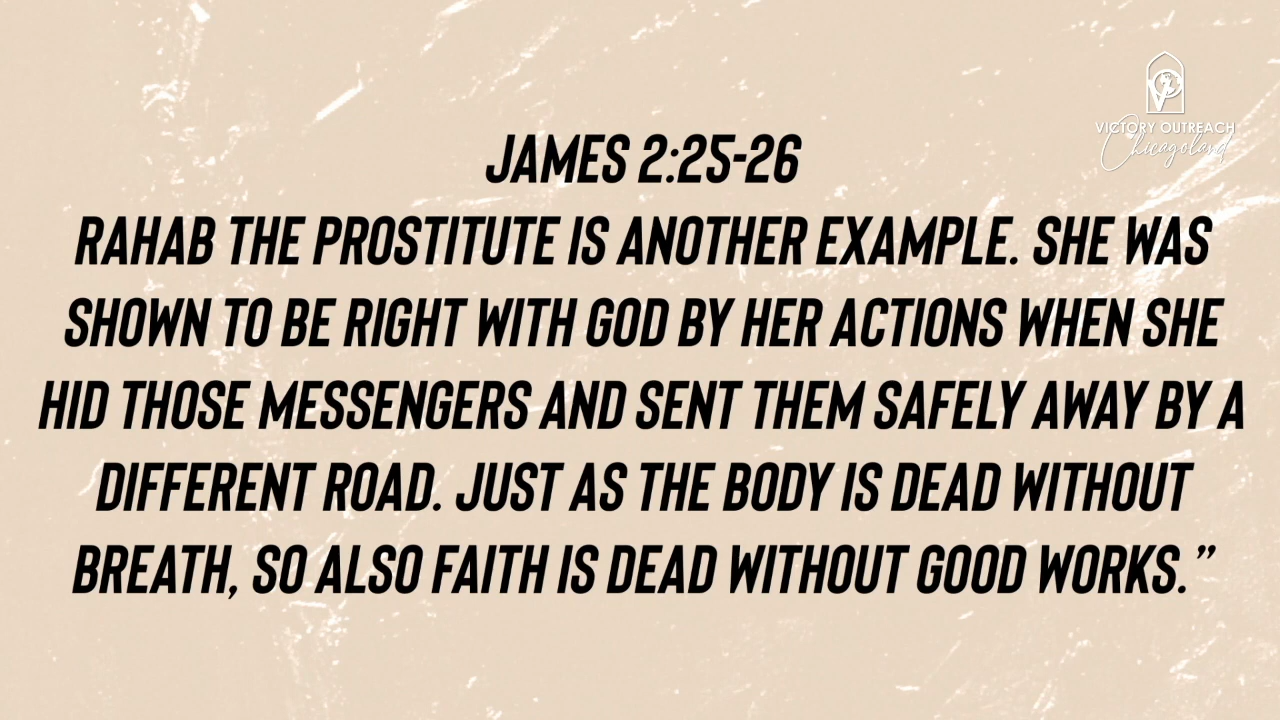 VICTORY OUTREACH
Chicagoland
JAMES 2:25-26
RAHAB THE PROSTITUTE IS ANOTHER EXAMPLE. SHE WAS
SHOWN TO BE RIGHT WITH GOD BY HER ACTIONS WHEN SHE
HID THOSE MESSENGERS AND SENT THEM SAFELY AWAY BY A
DIFFERENT ROAD. JUST AS THE BODY IS DEAD WITHOUT
BREATH, SO ALSO FAITH IS DEAD WITHOUT GOOD WORKS.”